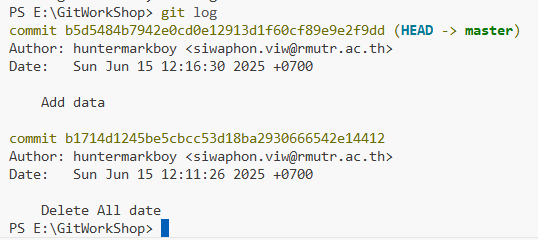 PS E:\GitWorkShop> git log
commit b5d5484b7942e0cd0e12913d1f60cf89e9e2f9dd (HEAD -> master)
Author: huntermarkboy <siwaphon.viw@rmutr.ac.th>
Date:   Sun Jun 15 12:16:30 2025 +0700
    Add data
commit b1714d1245be5cbcc53d18ba2930666542e14412
Author: huntermarkboy <siwaphon.viw@rmutr.ac.th>
Date:   Sun Jun 15 12:11:26 2025 +0700
    Delete All date
PS E:\GitWorkShop>